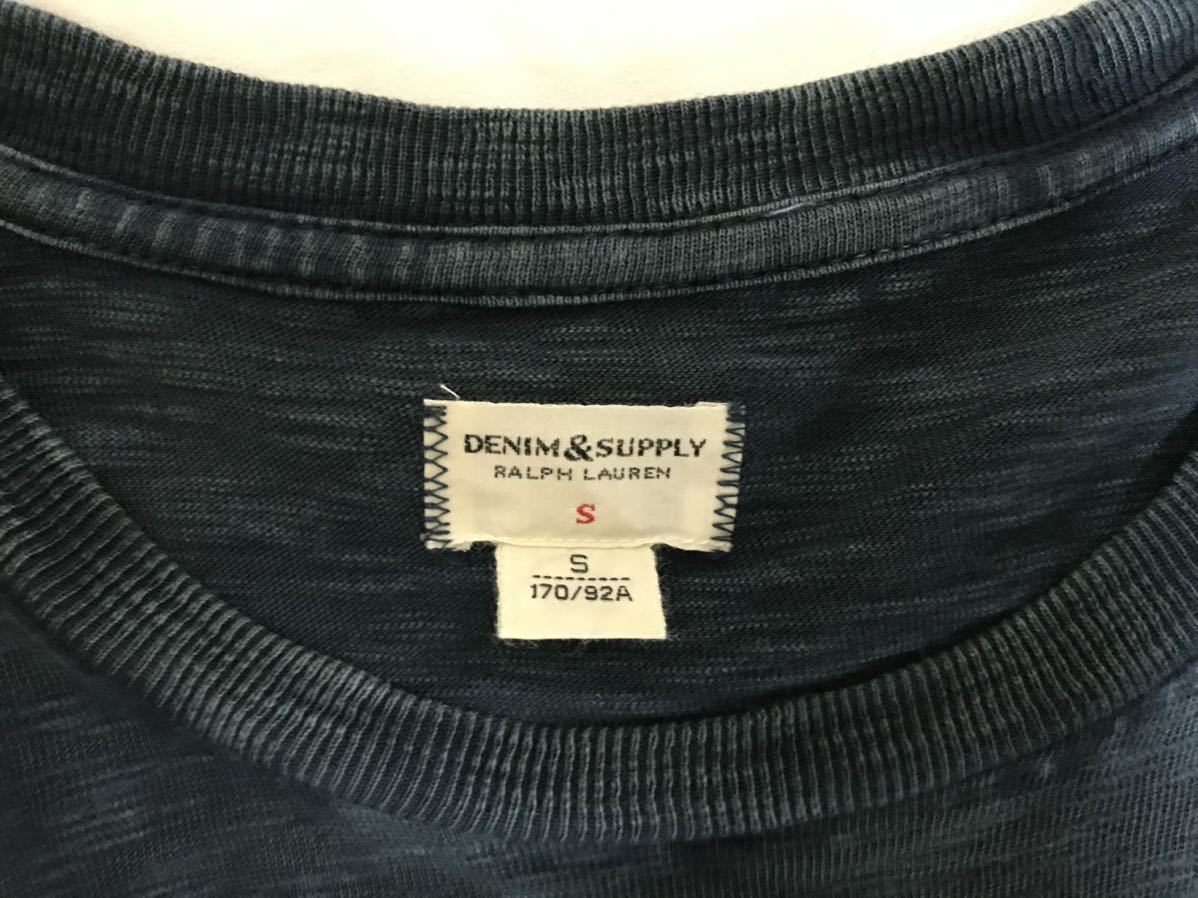 DENIM&SUPPLY
RALPH LAUREN
S
S
170/92A